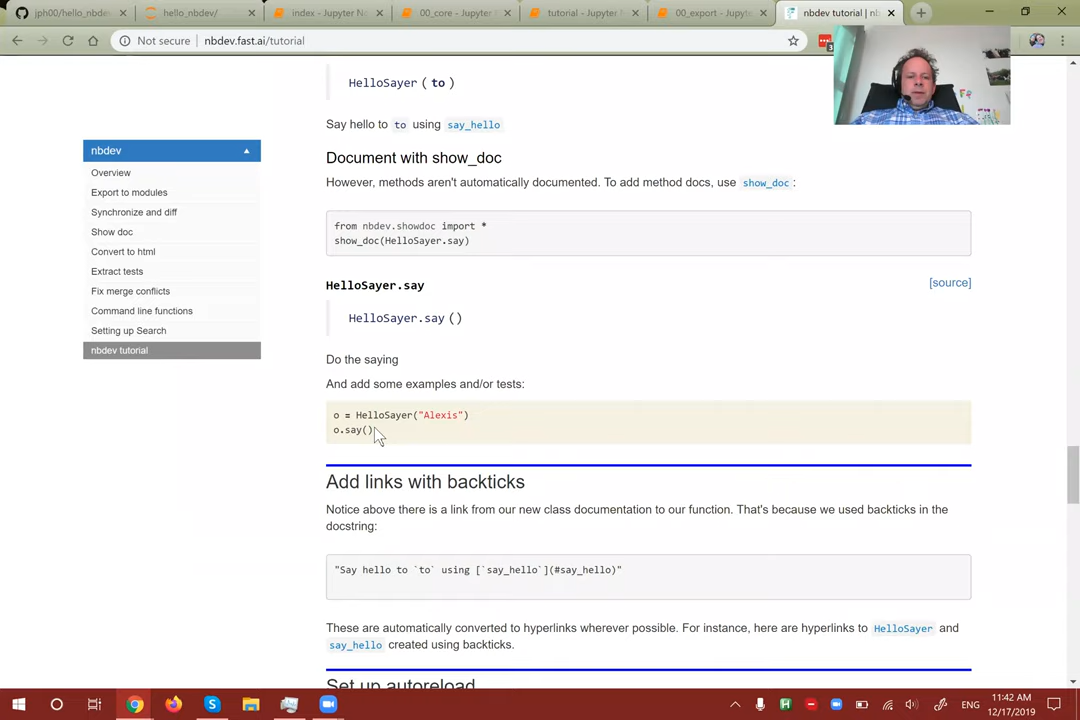 jph00/hello_nbde
hello_nbdev/
index - Jupyter N
00_core - Jupyter
tutorial - Jupyter
00_export - Jupyte
nbdev tutorial | nb
Not secure | nbdev.fast.ai/tutorial
3
HelloSayer ( to )
Say hello to to using say_hello
nbdev
Overview
Export to modules
Synchronize and diff
Show doc
Convert to html
Extract tests
Fix merge conflicts
Command line functions
Setting up Search
nbdev tutorial
Document with show_doc
However, methods aren't automatically documented. To add method docs, use show_doc :
from nbdev.showdoc import *
show_doc(HelloSayer.say)
HelloSayer.say
[source]
HelloSayer.say ()
Do the saying
And add some examples and/or tests:
o = HelloSayer("Alexis")
o.say()
Add links with backticks
Notice above there is a link from our new class documentation to our function. That's because we used backticks in the
docstring:
"Say hello to `to` using [`say_hello`](#say_hello)"
These are automatically converted to hyperlinks wherever possible. For instance, here are hyperlinks to HelloSayer and
say_hello created using backticks.
Set up autoreload
ENG
11:42 AM
12/17/2019